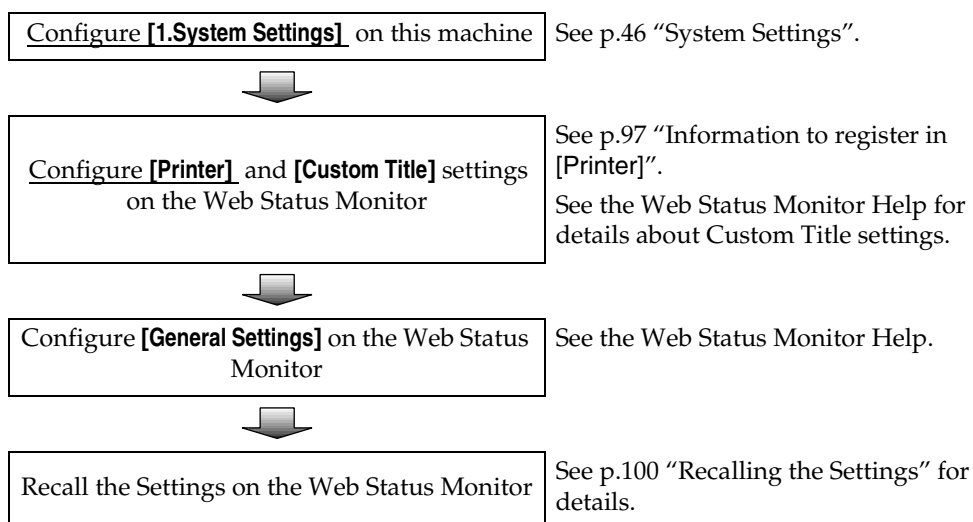 Configure [1.System Settings] on this machine
See p.46 “System Settings”.
Configure [Printer] and [Custom Title] settings
on the Web Status Monitor
See p.97 “Information to register in
[Printer]”.
See the Web Status Monitor Help for
details about Custom Title settings.
Configure [General Settings] on the Web Status
Monitor
See the Web Status Monitor Help.
Recall the Settings on the Web Status Monitor
See p.100 “Recalling the Settings” for
details.